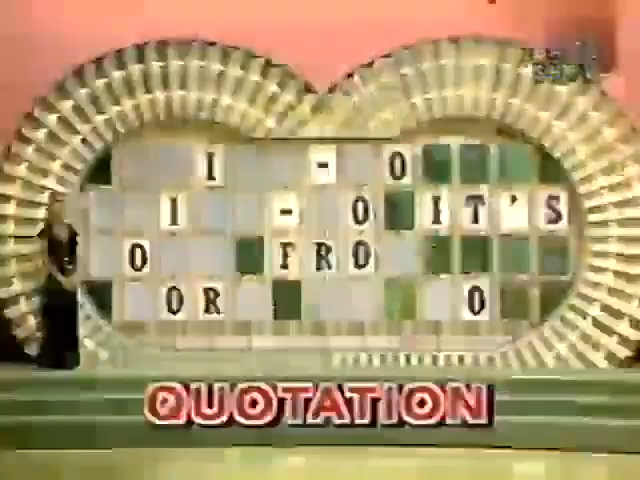 I - O
I - O IT'S
O FRO
OR O
QUOTATION